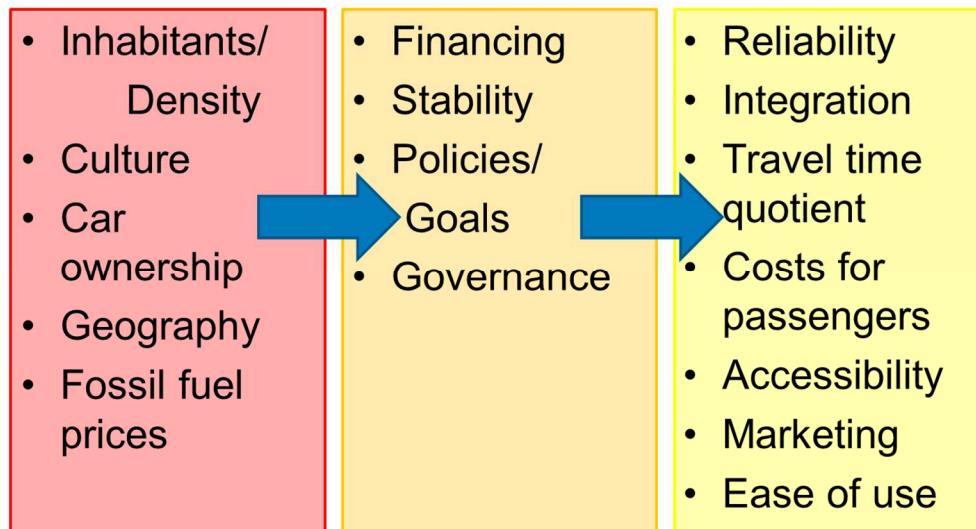 • Inhabitants/
Density
• Culture
• Car
ownership
• Geography
• Fossil fuel
prices
• Financing
• Stability
• Policies/
Goals
• Governance
• Reliability
• Integration
• Travel time
quotient
• Costs for
passengers
• Accessibility
• Marketing
• Ease of use